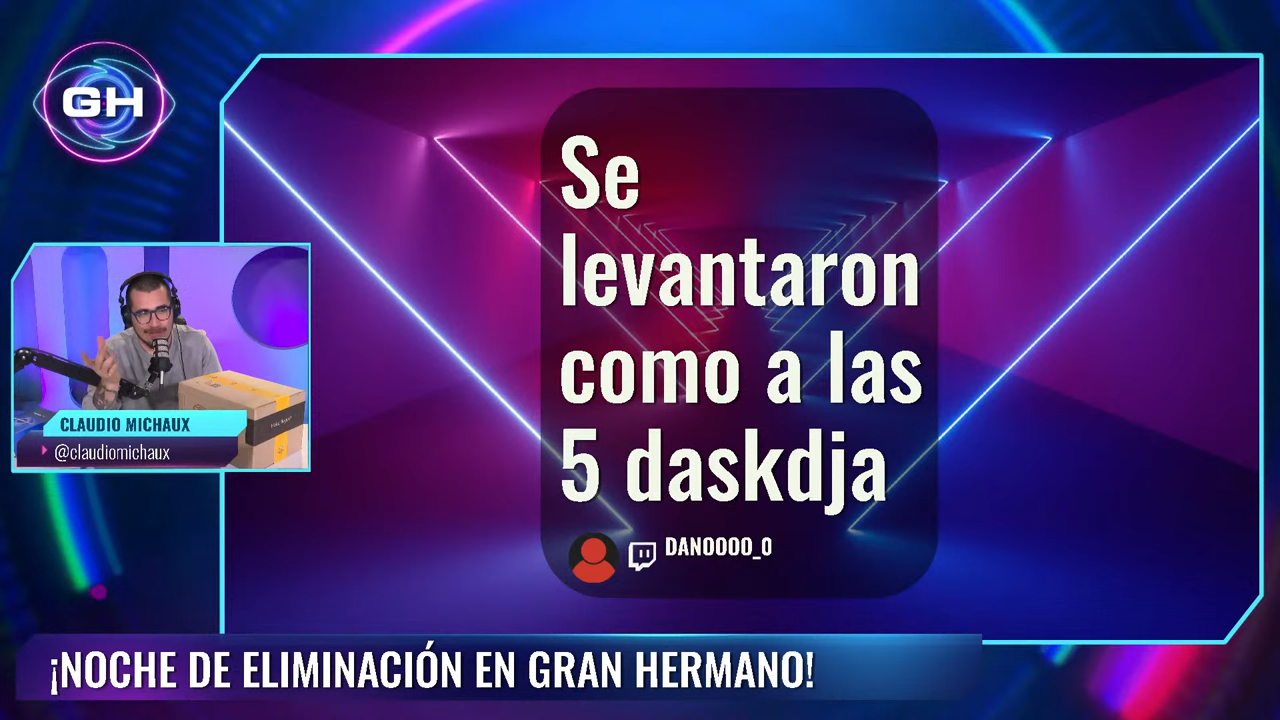 GH
Se
levantaron
como a las
5 daskdja
DANOOOO_O
CLAUDIO MICHAUX
@claudiomichaux
¡NOCHE DE ELIMINACIÓN EN GRAN HERMANO!